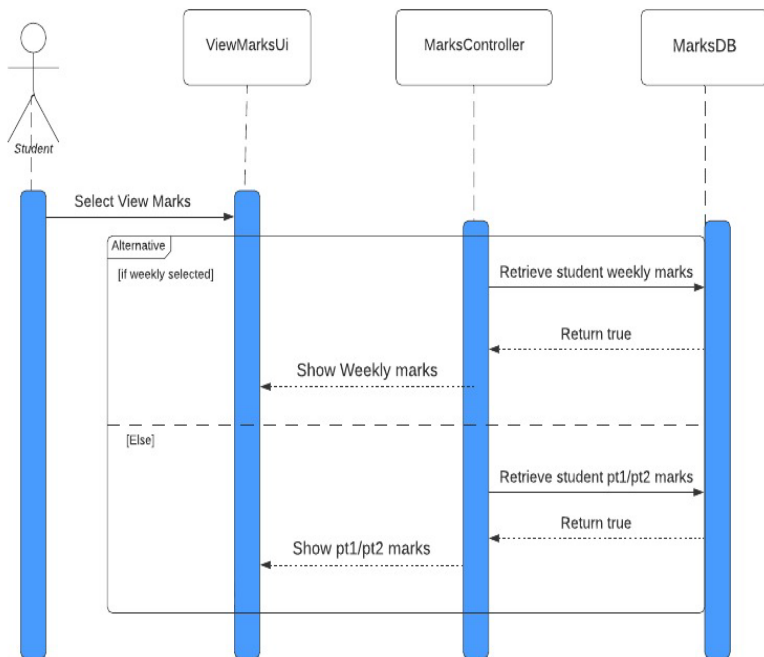 ViewMarksUi
MarksController
MarksDB
Student
Select View Marks
Alternative
[if weekly selected]
Retrieve student weekly marks
Return true
Show Weekly marks
[Else]
Retrieve student pt1/pt2 marks
Return true
Show pt1/pt2 marks